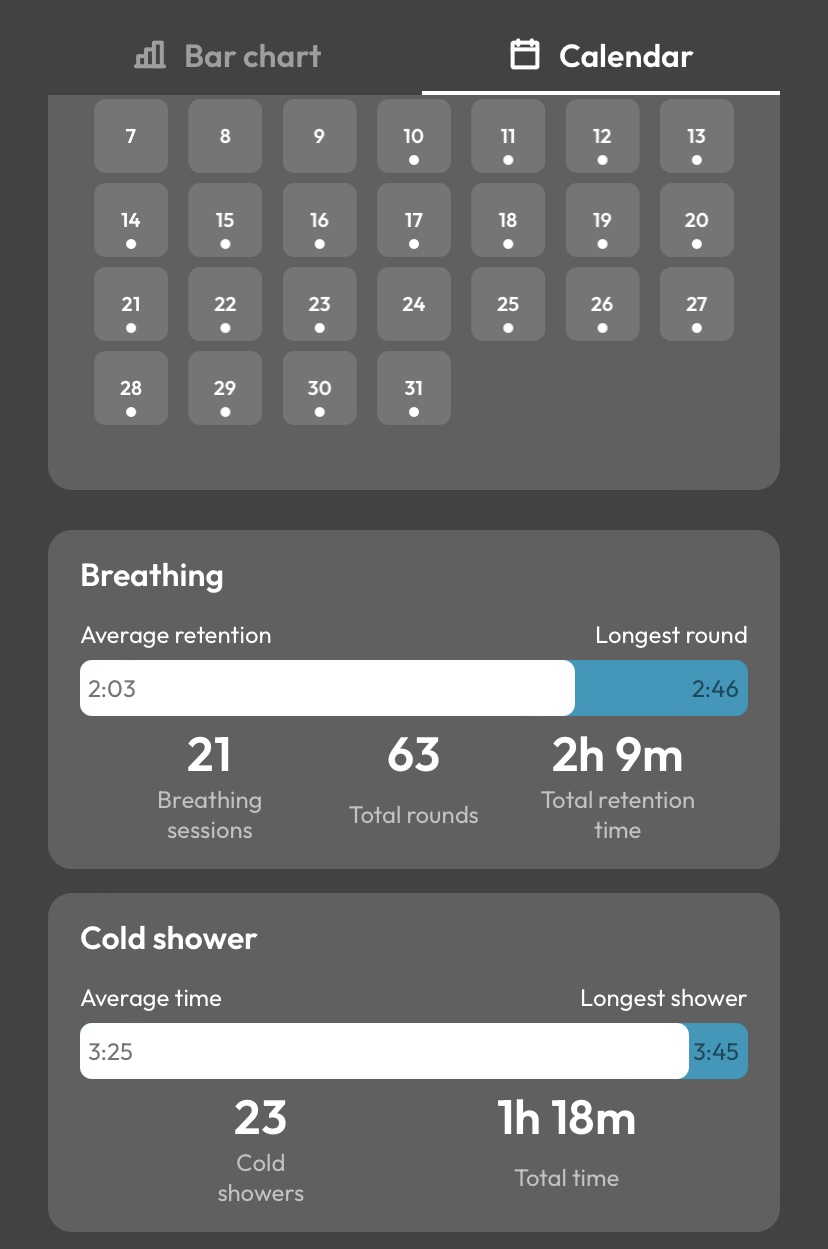 Bar chart Calendar
7 8 9 10 11 12 13
14 15 16 17 18 19 20
21 22 23 24 25 26 27
28 29 30 31
Breathing
Average retention Longest round
2:03 2:46
21 63 2h 9m
Breathing sessions Total rounds Total retention time
Cold shower
Average time Longest shower
3:25 3:45
23 1h 18m
Cold showers Total time